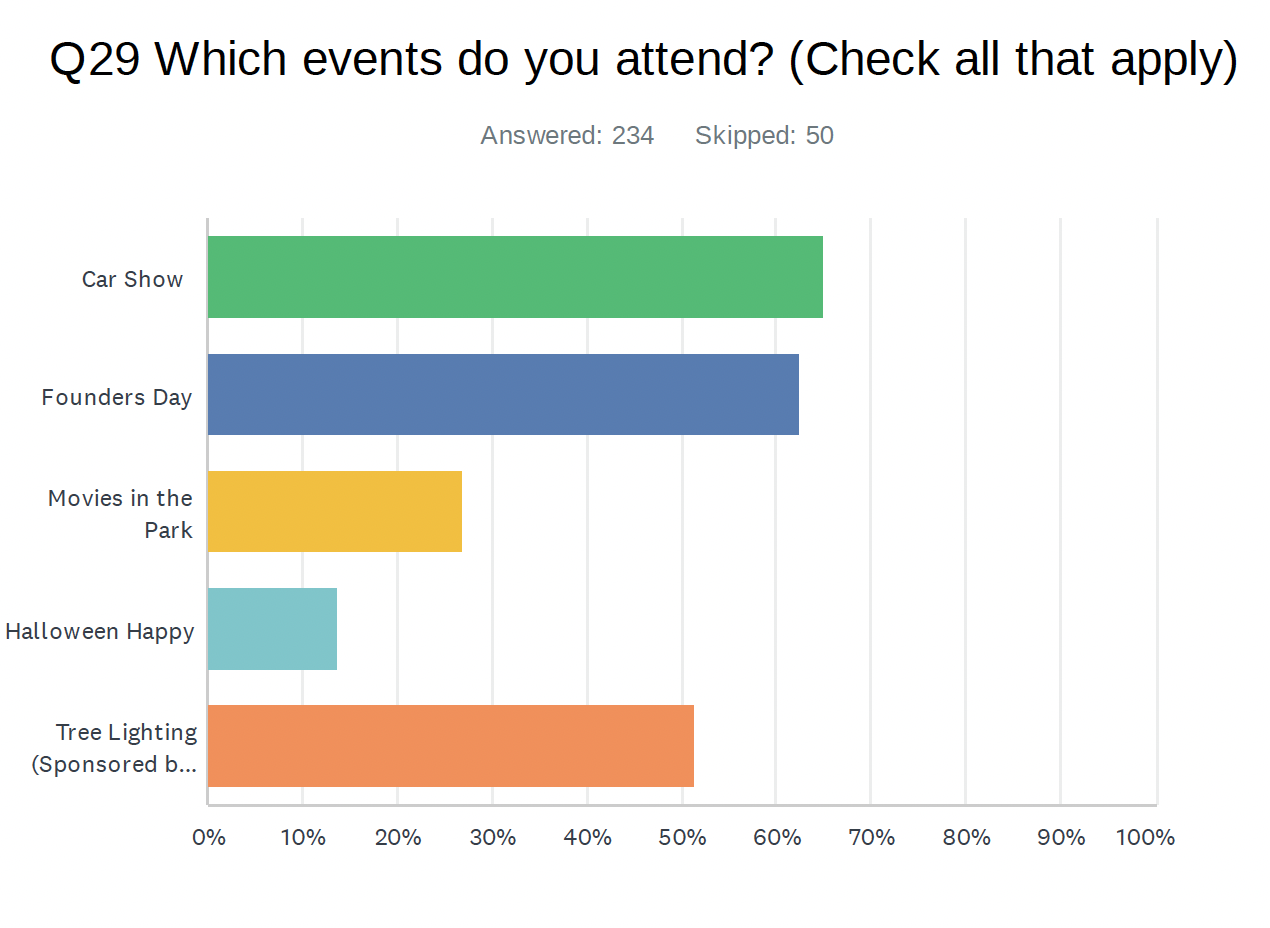 Q29 Which events do you attend? (Check all that apply)
Answered: 234 Skipped: 50
Car Show
Founders Day
Movies in the
Park
Halloween Happy
Tree Lighting
(Sponsored b...
0% 10% 20% 30% 40% 50% 60% 70% 80% 90% 100%